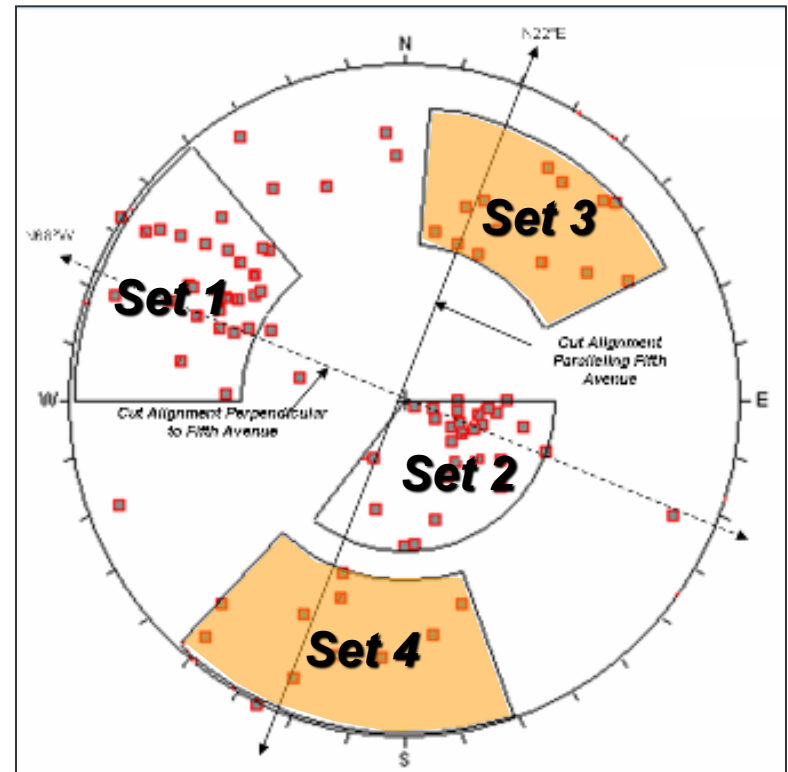 N22°E
N
Set 3
N68°W
Set 1
Cut Alignment
Paralleling Fifth
Avenue
W
E
Cut Alignment Perpendicular
to Fifth Avenue
Set 2
Set 4
S